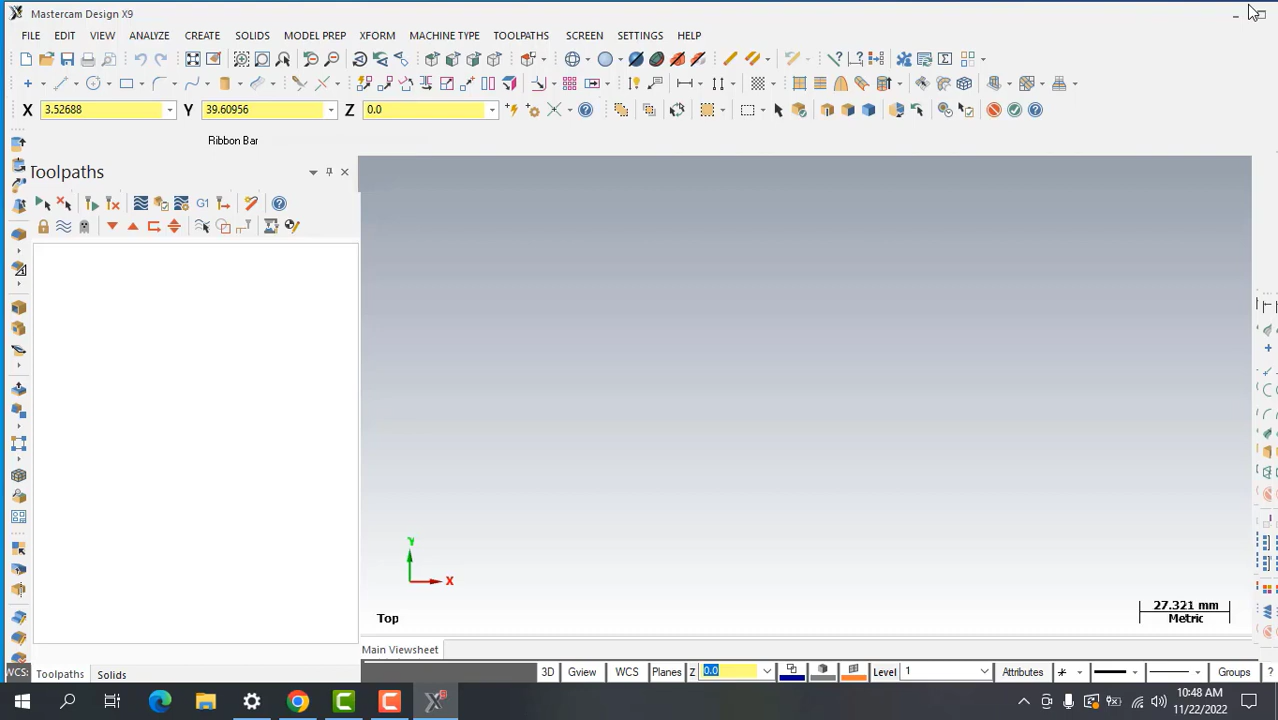 Mastercam Design X9
FILE EDIT VIEW ANALYZE CREATE SOLIDS MODEL PREP XFORM MACHINE TYPE TOOLPATHS SCREEN SETTINGS HELP
X 3.52688 Y 39.60956 Z 0.0
Ribbon Bar
Toolpaths
G1
Y
X
Top
27.321 mm
Metric
Main Viewsheet
WCS: Toolpaths Solids 3D Gview WCS Planes Z 0.0 Level 1 Attributes Groups ?
10:48 AM
11/22/2022